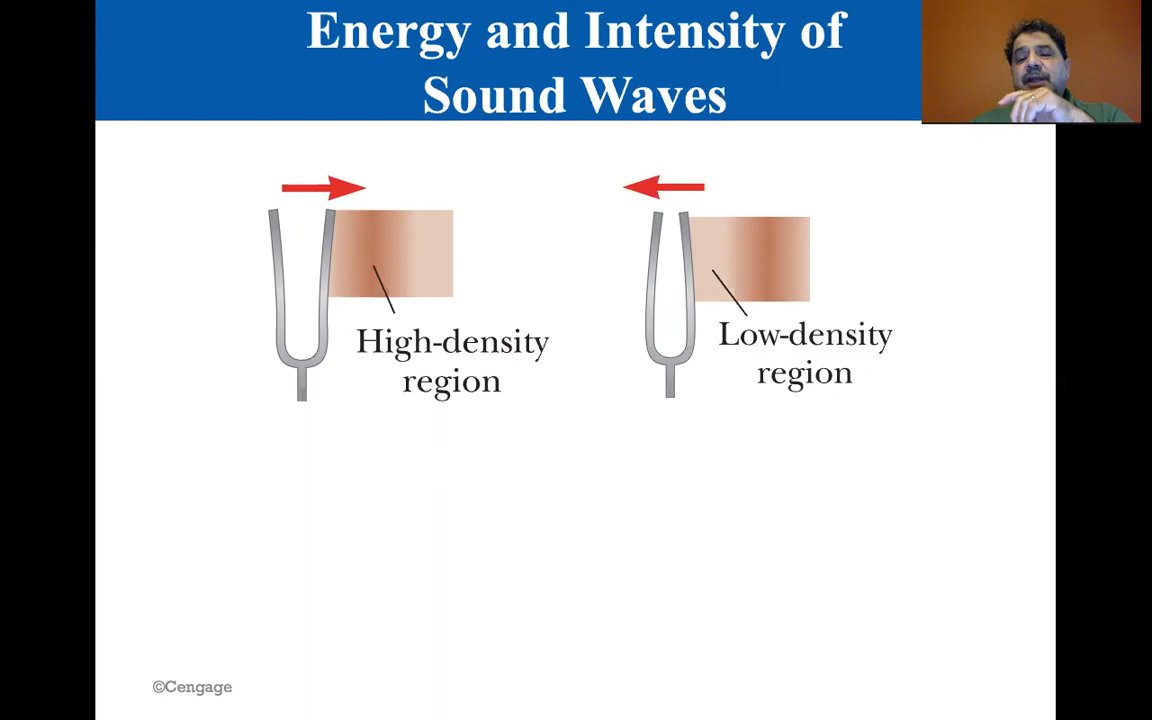 Energy and Intensity of
Sound Waves
High-density
region
Low-density
region
©Cengage